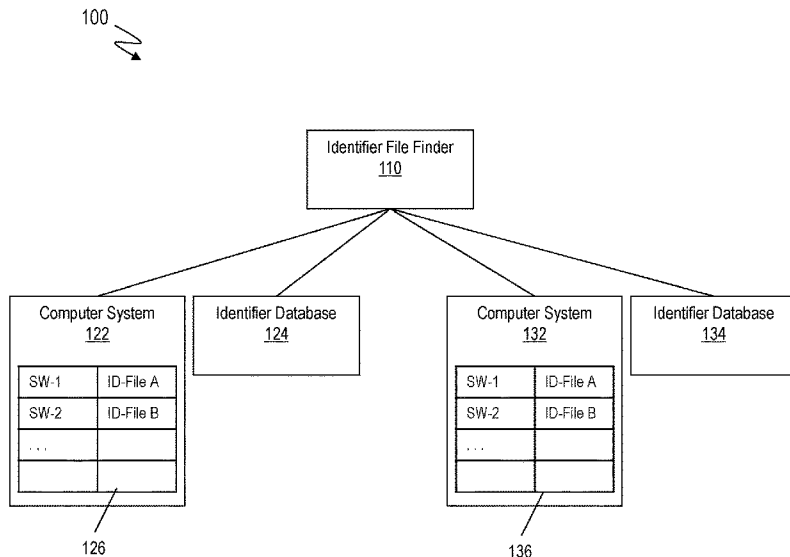 100
Identifier File Finder
110
Computer System
122
Identifier Database
124
Computer System
132
Identifier Database
134
SW-1 ID-File A
SW-2 ID-File B
...
SW-1 ID-File A
SW-2 ID-File B
...
126
136